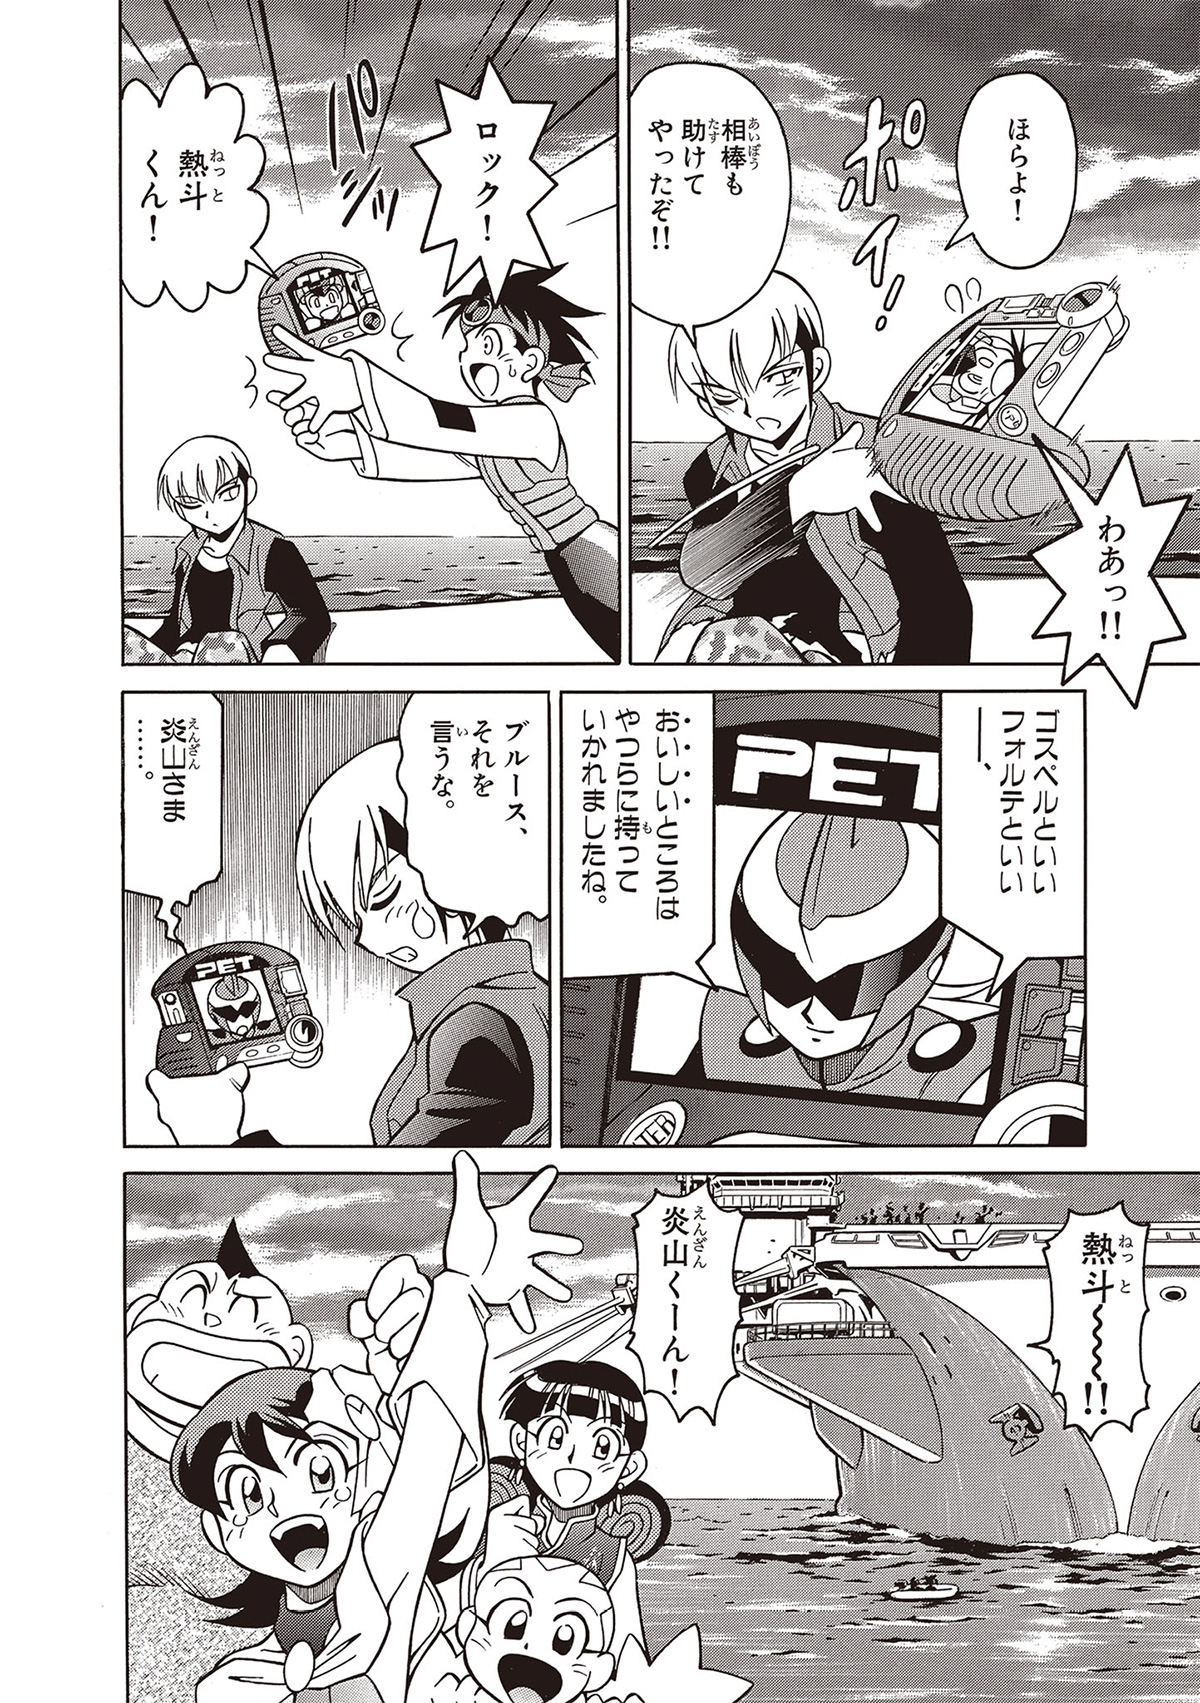 ほらよ！
ポイ！
相棒も
助けて
やったぞ!!
わあっ!!
ロック！
バシ
熱斗
くん！
ゴスペルといい
フォルテといい
ー、
PET
おいしいところは
やつらに持って
いかれましたね。
ブルース、
それを
言うな。
PET
炎山さま
……。
熱斗〜〜!!
炎山くーん！